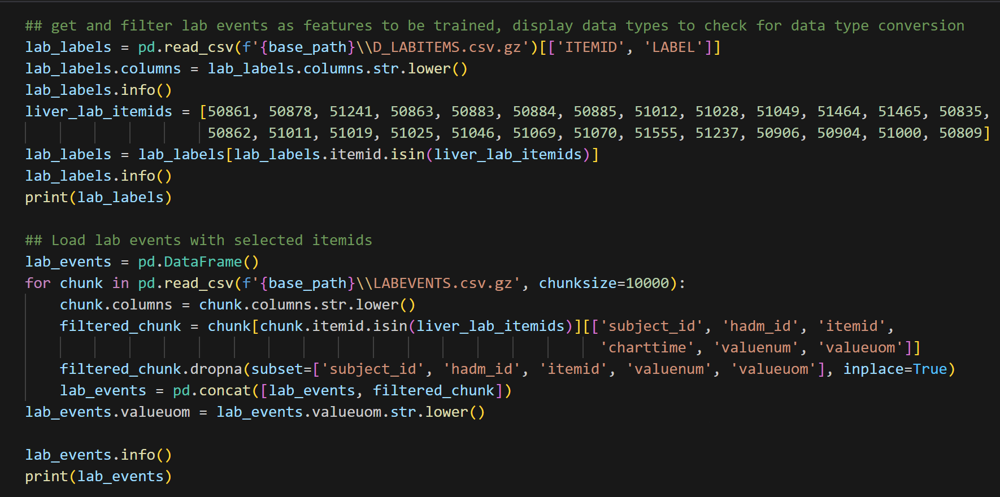 ## get and filter lab events as features to be trained, display data types to check for data type conversion
lab_labels = pd.read_csv(f'{base_path}\\D_LABITEMS.csv.gz')[['ITEMID', 'LABEL']]
lab_labels.columns = lab_labels.columns.str.lower()
lab_labels.info()
liver_lab_itemids = [50861, 50878, 51241, 50863, 50883, 50884, 50885, 51012, 51028, 51049, 51464, 51465, 50835,
                     50862, 51011, 51019, 51025, 51046, 51069, 51070, 51555, 51237, 50906, 50904, 51000, 50809]
lab_labels = lab_labels[lab_labels.itemid.isin(liver_lab_itemids)]
lab_labels.info()
print(lab_labels)

## Load lab events with selected itemids
lab_events = pd.DataFrame()
for chunk in pd.read_csv(f'{base_path}\\LABEVENTS.csv.gz', chunksize=10000):
    chunk.columns = chunk.columns.str.lower()
    filtered_chunk = chunk[chunk.itemid.isin(liver_lab_itemids)][['subject_id', 'hadm_id', 'itemid',
                                                                  'charttime', 'valuenum', 'valueuom']]
    filtered_chunk.dropna(subset=['subject_id', 'hadm_id', 'itemid', 'valuenum', 'valueuom'], inplace=True)
    lab_events = pd.concat([lab_events, filtered_chunk])
lab_events.valueuom = lab_events.valueuom.str.lower()

lab_events.info()
print(lab_events)